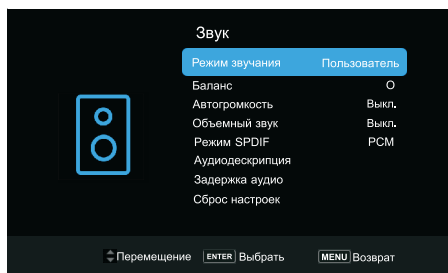 Звук
Режим звучания Пользователь
Баланс 0
Автогромкость Выкл.
Объемный звук Выкл.
Режим SPDIF PCM
Аудиодескрипция
Задержка аудио
Сброс настроек
Перемещение ENTER Выбрать MENU Возврат